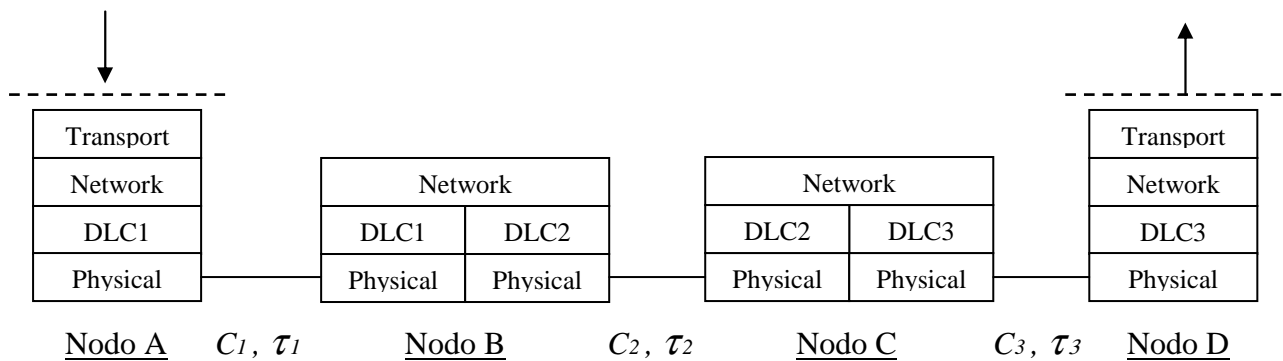 Transport Transport
Network Network Network Network
DLC1 DLC1 DLC2 DLC2 DLC3 DLC3
Physical Physical Physical Physical Physical Physical
Nodo A C1, τ1 Nodo B C2, τ2 Nodo C C3, τ3 Nodo D